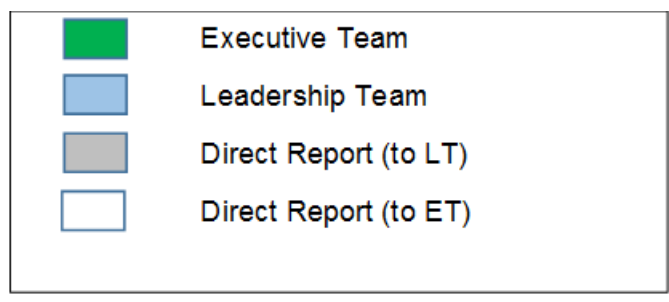 Executive Team
Leadership Team
Direct Report (to LT)
Direct Report (to ET)